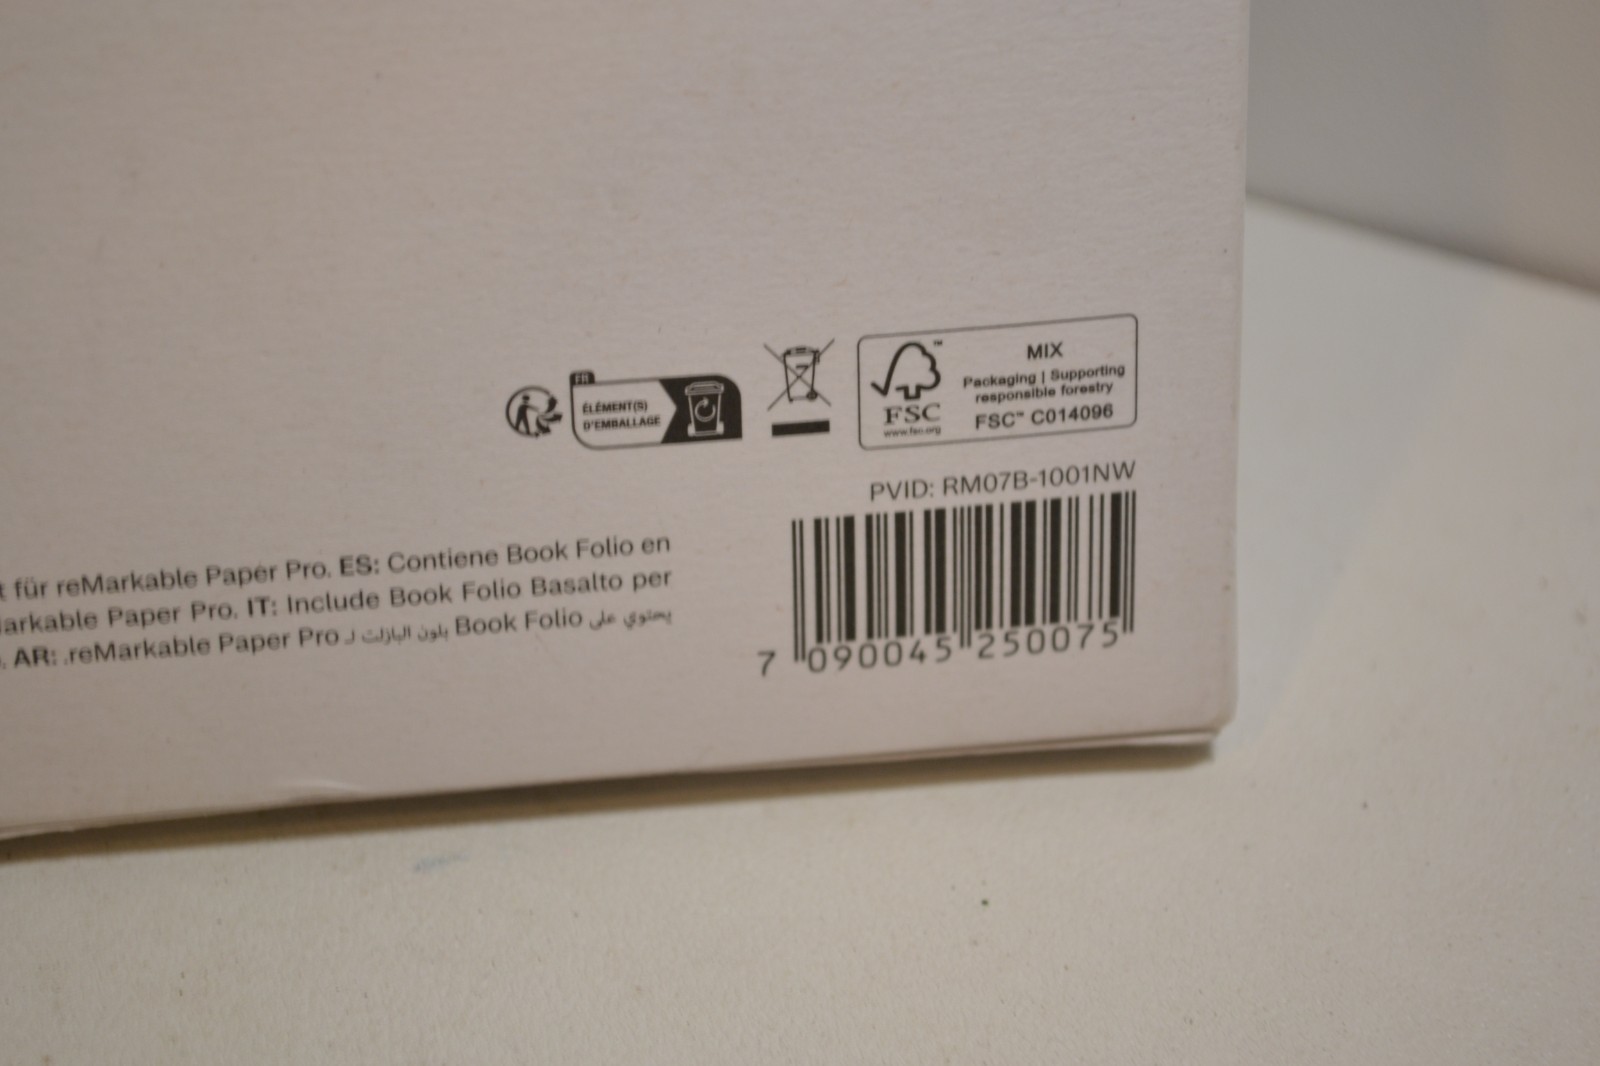 FR
ÉLÉMENT(S)
D'EMBALLAGE
FSC™
www.fsc.org
MIX
Packaging | Supporting
responsible forestry
FSC™ C014096
PVID: RM07B-1001NW
7 090045 250075
für reMarkable Paper Pro. ES: Contiene Book Folio en
Paper Pro. IT: Include Book Folio Basalto per
AR: .reMarkable Paper Pro يحتوي على Book Folio بلون البازلت لـ